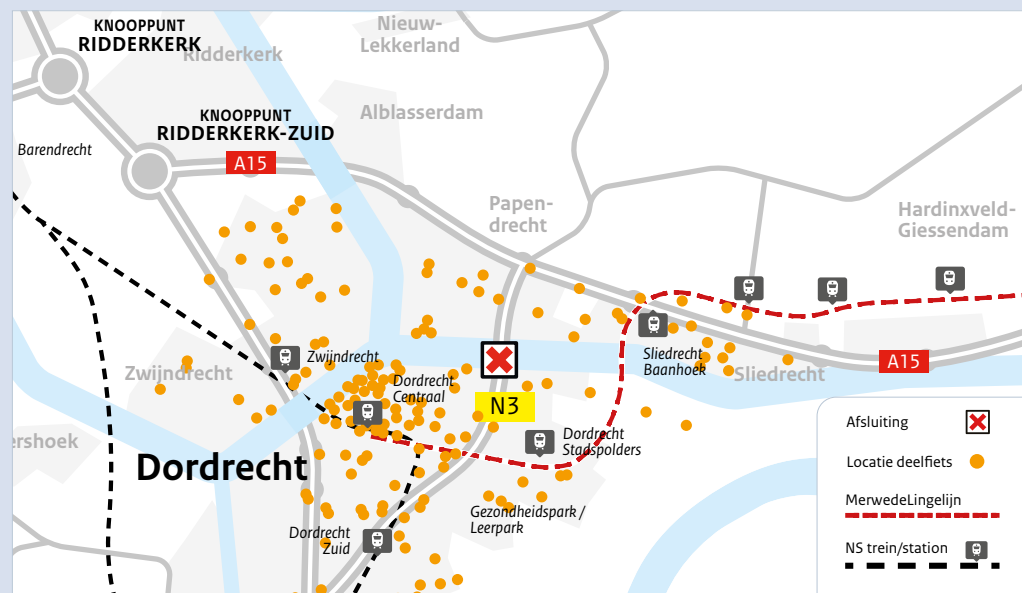 KNOOPPUNT
RIDDERKERK
Ridderkerk
Nieuw-
Lekkerland
KNOOPPUNT
RIDDERKERK-ZUID
Alblasserdam
Barendrecht
A15
Papen-
drecht
Hardinxveld-
Giessendam
Zwijndrecht
Zwijndrecht
Dordrecht
Centraal
N3
Sliedrecht
Baanhoek
Sliedrecht
A15
ershoek
Dordrecht
Dordrecht
Stadspolders
Gezondheidspark /
Leerpark
Dordrecht
Zuid
Afsluiting
Locatie deelfiets
MerwedeLingelijn
NS trein/station